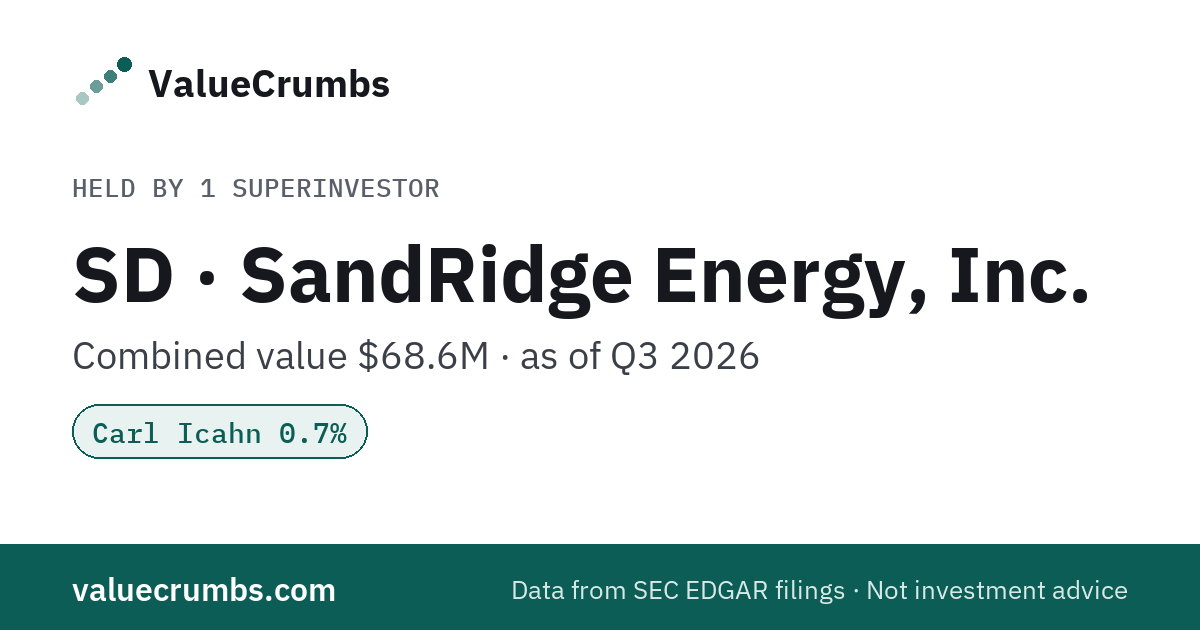 ValueCrumbs
HELD BY 1 SUPERINVESTOR
SD · SandRidge Energy, Inc.
Combined value $68.6M · as of Q3 2026
Carl Icahn 0.7%
valuecrumbs.com
Data from SEC EDGAR filings · Not investment advice